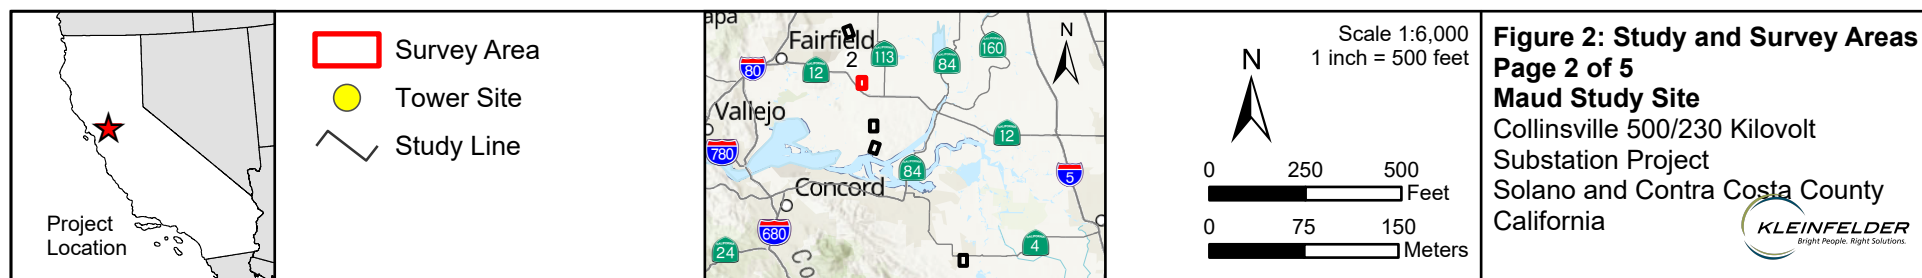 Project
Location
Survey Area
Tower Site
Study Line
apa
Fairfield
2
80
12
113
84
160
N
Vallejo
780
12
84
5
Concord
680
24
4
Co
N
Scale 1:6,000
1 inch = 500 feet
0 250 500
Feet
0 75 150
Meters
Figure 2: Study and Survey Areas
Page 2 of 5
Maud Study Site
Collinsville 500/230 Kilovolt
Substation Project
Solano and Contra Costa County
California
KLEINFELDER
Bright People. Right Solutions.